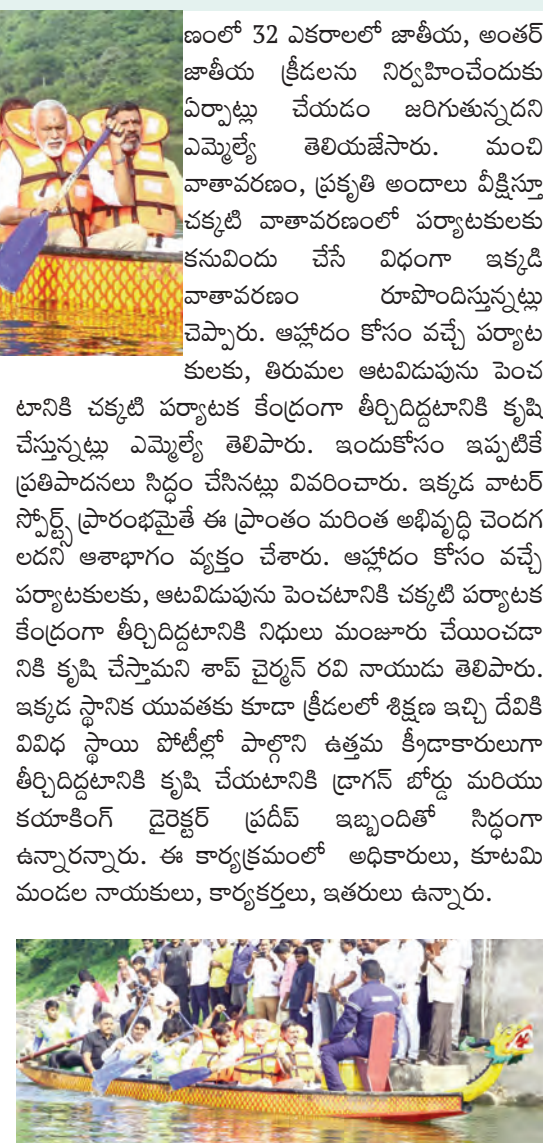 ణంలో 32 ఎకరాలలో జాతీయ, అంతర్
జాతీయ క్రీడలను నిర్వహించేందుకు
ఏర్పాట్లు చేయడం జరిగుతున్నదని
ఎమ్మెల్యే తెలియజేసారు. మంచి
వాతావరణం, ప్రకృతి అందాలు వీక్షిస్తూ
చక్కటి వాతావరణంలో పర్యాటకులకు
కనువిందు చేసే విధంగా ఇక్కడి
వాతావరణం రూపొందిస్తున్నట్లు
చెప్పారు. ఆహ్లాదం కోసం వచ్చే పర్యాట
కులకు, తిరుమల ఆటవిడుపును పెంచ
టానికి చక్కటి పర్యాటక కేంద్రంగా తీర్చిదిద్దటానికి కృషి
చేస్తున్నట్లు ఎమ్మెల్యే తెలిపారు. ఇందుకోసం ఇప్పటికే
ప్రతిపాదనలు సిద్ధం చేసినట్లు వివరించారు. ఇక్కడ వాటర్
స్పోర్ట్స్ ప్రారంభమైతే ఈ ప్రాంతం మరింత అభివృద్ధి చెందగ
లదని ఆశాభాగం వ్యక్తం చేశారు. ఆహ్లాదం కోసం వచ్చే
పర్యాటకులకు, ఆటవిడుపును పెంచటానికి చక్కటి పర్యాటక
కేంద్రంగా తీర్చిదిద్దటానికి నిధులు మంజూరు చేయించడా
నికి కృషి చేస్తామని శాప్ చైర్మన్ రవి నాయుడు తెలిపారు.
ఇక్కడ స్థానిక యువతకు కూడా క్రీడలలో శిక్షణ ఇచ్చి దేవికి
వివిధ స్థాయి పోటీల్లో పాల్గొని ఉత్తమ క్రీడాకారులుగా
తీర్చిదిద్దటానికి కృషి చేయటానికి డ్రాగన్ బోర్డు మరియు
కయాకింగ్ డైరెక్టర్ ప్రదీప్ ఇబ్బందితో సిద్ధంగా
ఉన్నారన్నారు. ఈ కార్యక్రమంలో అధికారులు, కూటమి
మండల నాయకులు, కార్యకర్తలు, ఇతరులు ఉన్నారు.